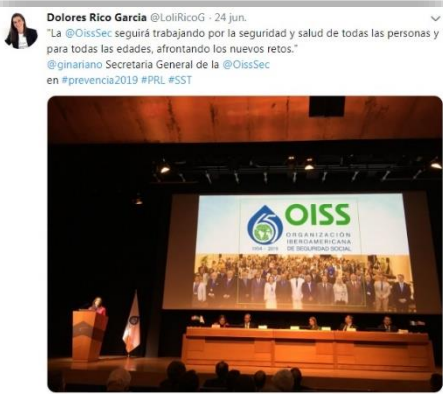 Dolores Rico Garcia @LoliRicoG · 24 jun.
"La @OissSec seguirá trabajando por la seguridad y salud de todas las personas y
para todas las edades, afrontando los nuevos retos."
@ginariano Secretaria General de la @OissSec
en #prevencia2019 #PRL #SST
65
OISS
ORGANIZACIÓN
IBEROAMERICANA
DE SEGURIDAD SOCIAL
1954 - 2019